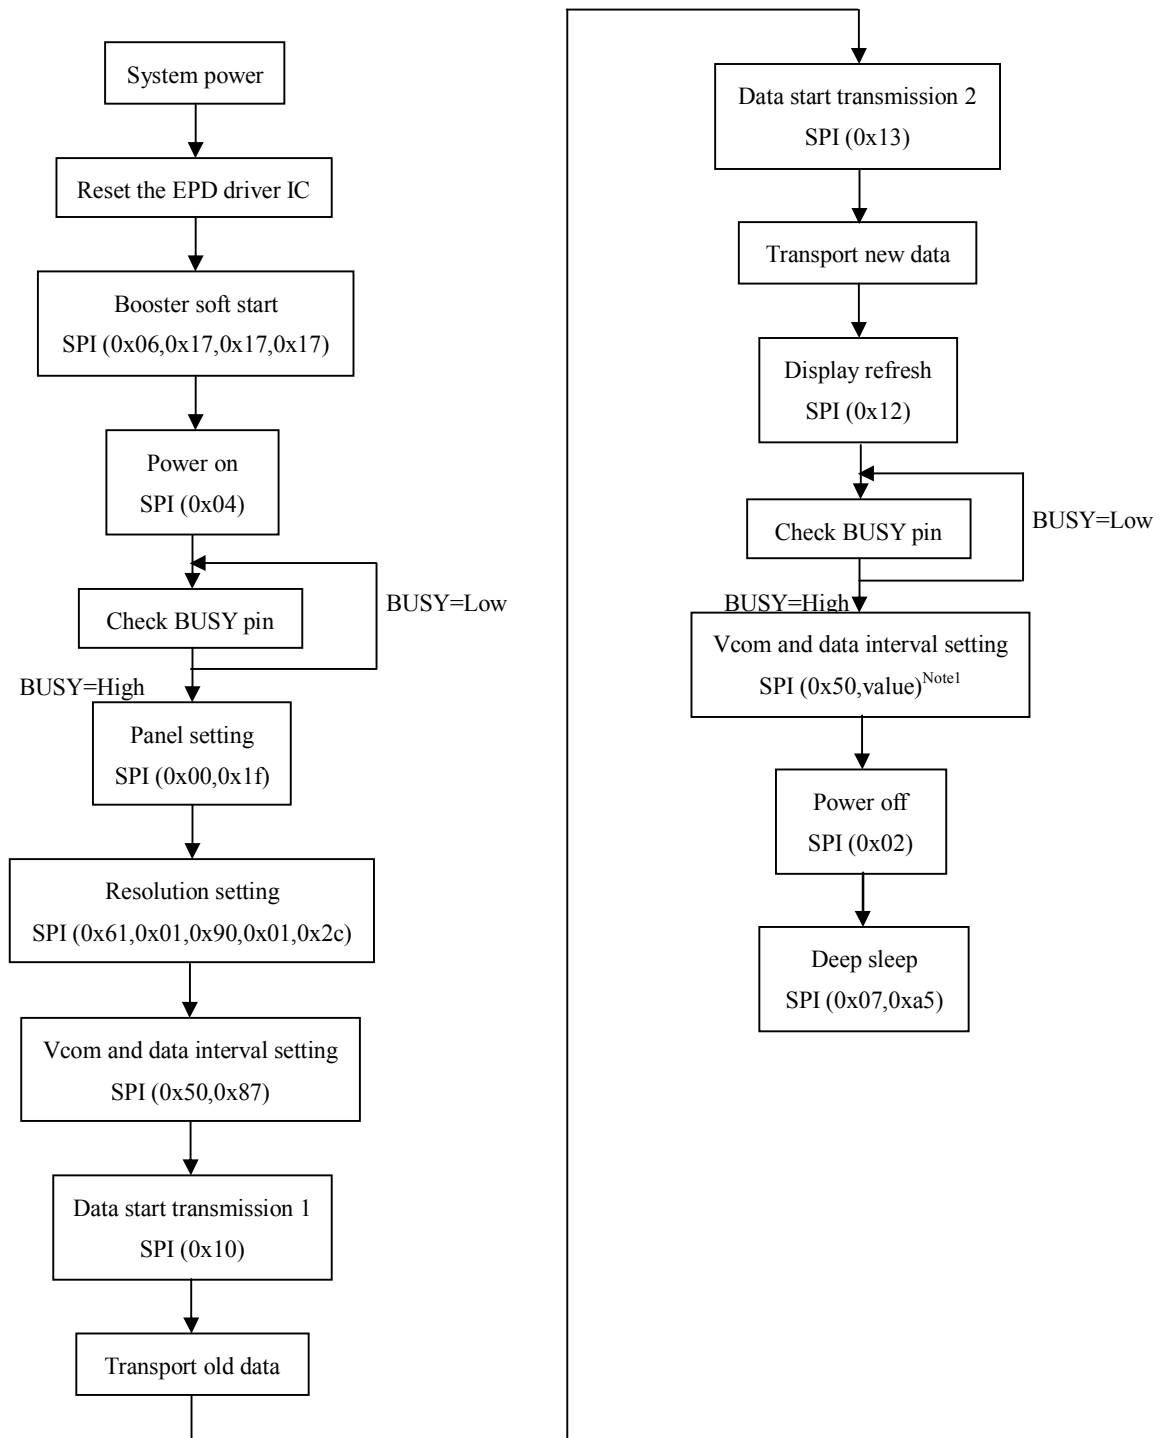 System power
Reset the EPD driver IC
Booster soft start
SPI (0x06,0x17,0x17,0x17)
Power on
SPI (0x04)
Check BUSY pin
BUSY=Low
BUSY=High
Panel setting
SPI (0x00,0x1f)
Resolution setting
SPI (0x61,0x01,0x90,0x01,0x2c)
Vcom and data interval setting
SPI (0x50,0x87)
Data start transmission 1
SPI (0x10)
Transport old data
Data start transmission 2
SPI (0x13)
Transport new data
Display refresh
SPI (0x12)
Check BUSY pin
BUSY=Low
BUSY=High
Vcom and data interval setting
SPI (0x50,value)Note1
Power off
SPI (0x02)
Deep sleep
SPI (0x07,0xa5)